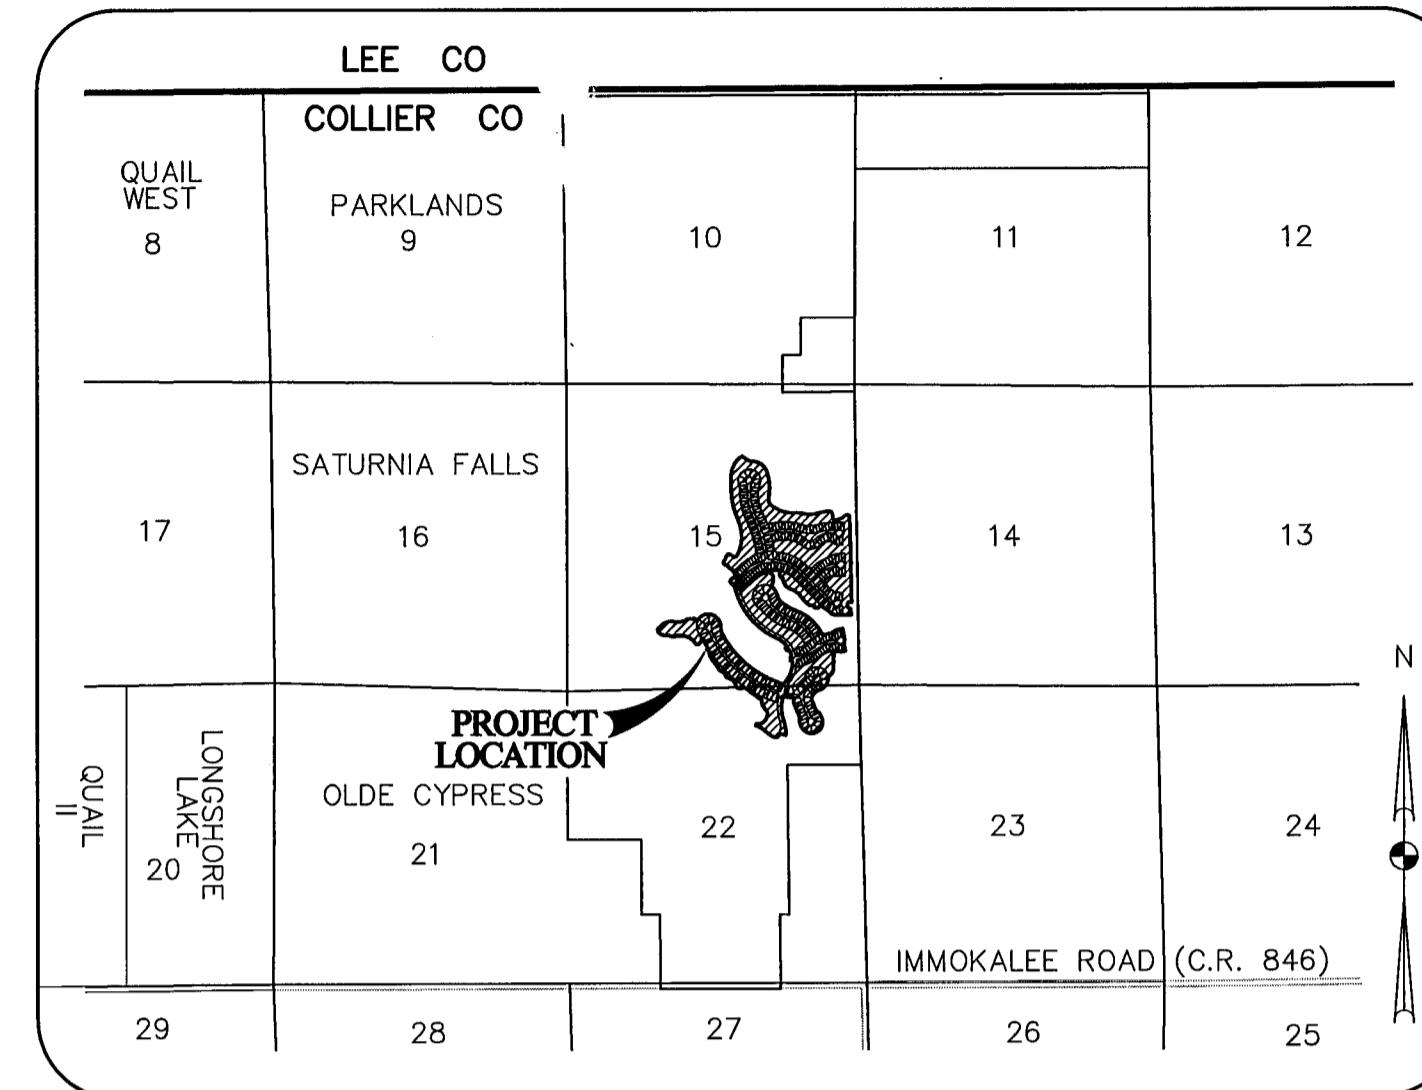 LEE CO
COLLIER CO
QUAIL
WEST
8
PARKLANDS
9
10
11
12
SATURNIA FALLS
17
16
15
14
13
N
PROJECT
LOCATION
QUAIL
II
LONGSHORE
LAKE
20
OLDE CYPRESS
21
22
23
24
IMMOKALEE ROAD (C.R. 846)
29
28
27
26
25